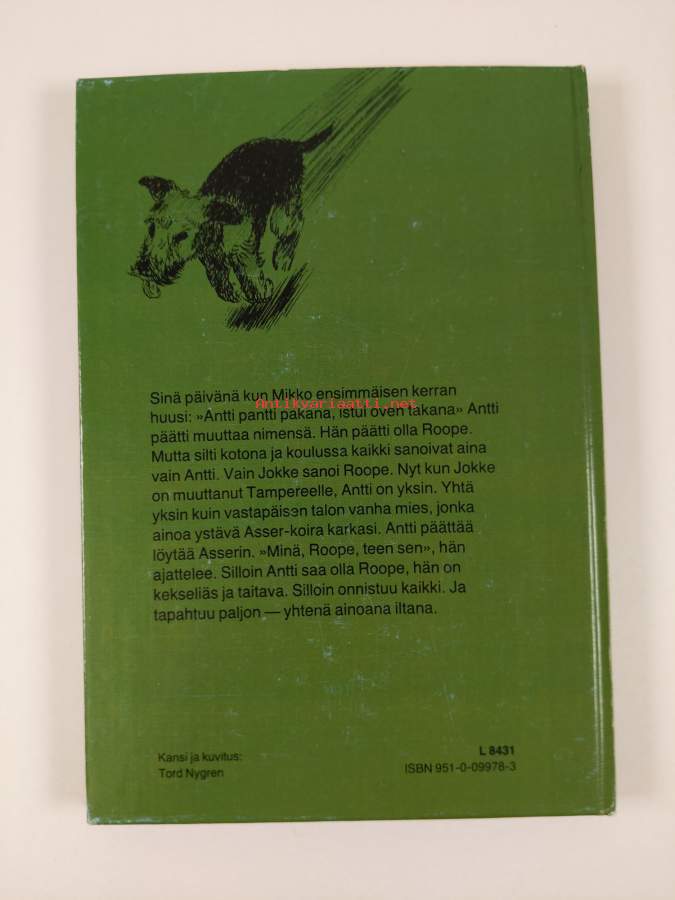 Sinä päivänä kun Mikko ensimmäisen kerran
Antikvariaatti.net
huusi: »Antti pantti pakana, istui oven takana» Antti
päätti muuttaa nimensä. Hän päätti olla Roope.
Mutta silti kotona ja koulussa kaikki sanoivat aina
vain Antti. Vain Jokke sanoi Roope. Nyt kun Jokke
on muuttanut Tampereelle, Antti on yksin. Yhtä
yksin kuin vastapäisen talon vanha mies, jonka
ainoa ystävä Asser-koira karkasi. Antti päättää
löytää Asserin. »Minä, Roope, teen sen», hän
ajattelee. Silloin Antti saa olla Roope, hän on
kekseliäs ja taitava. Silloin onnistuu kaikki. Ja
tapahtuu paljon — yhtenä ainoana iltana.
Kansi ja kuvitus:
Tord Nygren
L 8431
ISBN 951-0-09978-3